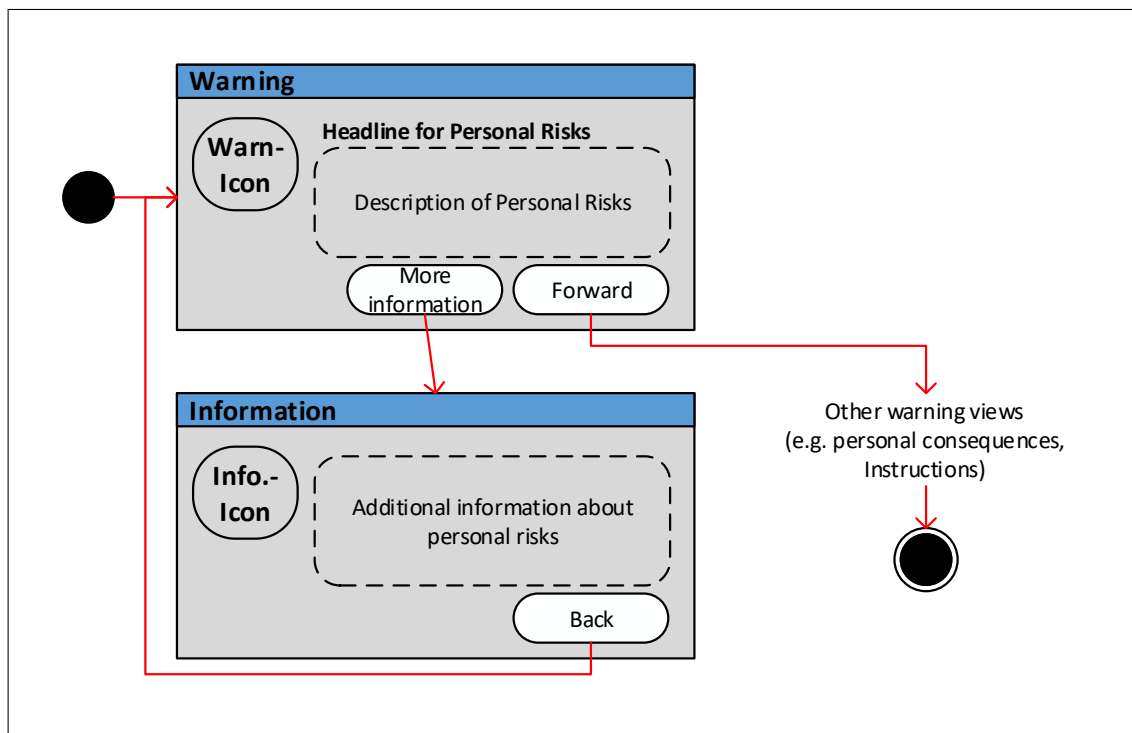 Warning
Warn-
Icon
Headline for Personal Risks
Description of Personal Risks
More
information
Forward
Information
Info.-
Icon
Additional information about
personal risks
Back
Other warning views
(e.g. personal consequences,
Instructions)